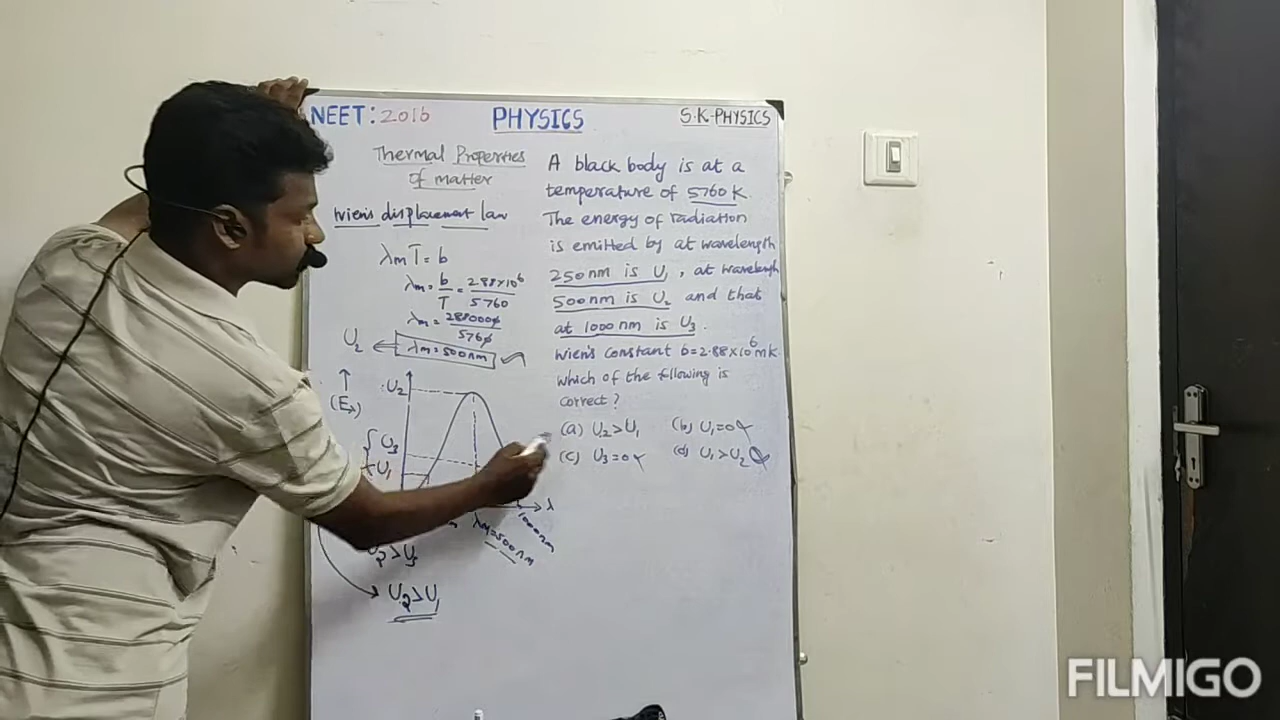 NEET: 2016
PHYSICS
S.K-PHYSICS
Thermal Properties
of matter
Wien's displacement law
λm T = b
λm = b/T = 2.88×10⁶/5760
λm = 2880000/5760
U₂ ← λm = 500nm
(Eλ)
U₂
U₃
U₁
λ
λm=500nm
1000nm
U₂ > U₃
U₂ > U₁
A black body is at a
temperature of 5760 K.
The energy of radiation
is emitted by at wavelength
250nm is U₁, at wavelength
500nm is U₂ and that
at 1000nm is U₃.
Wien's Constant b=2.88×10⁶mk
which of the following is
correct?
(a) U₂>U₁ (b) U₁=0
(c) U₃=0 (d) U₁>U₂
FILMIGO